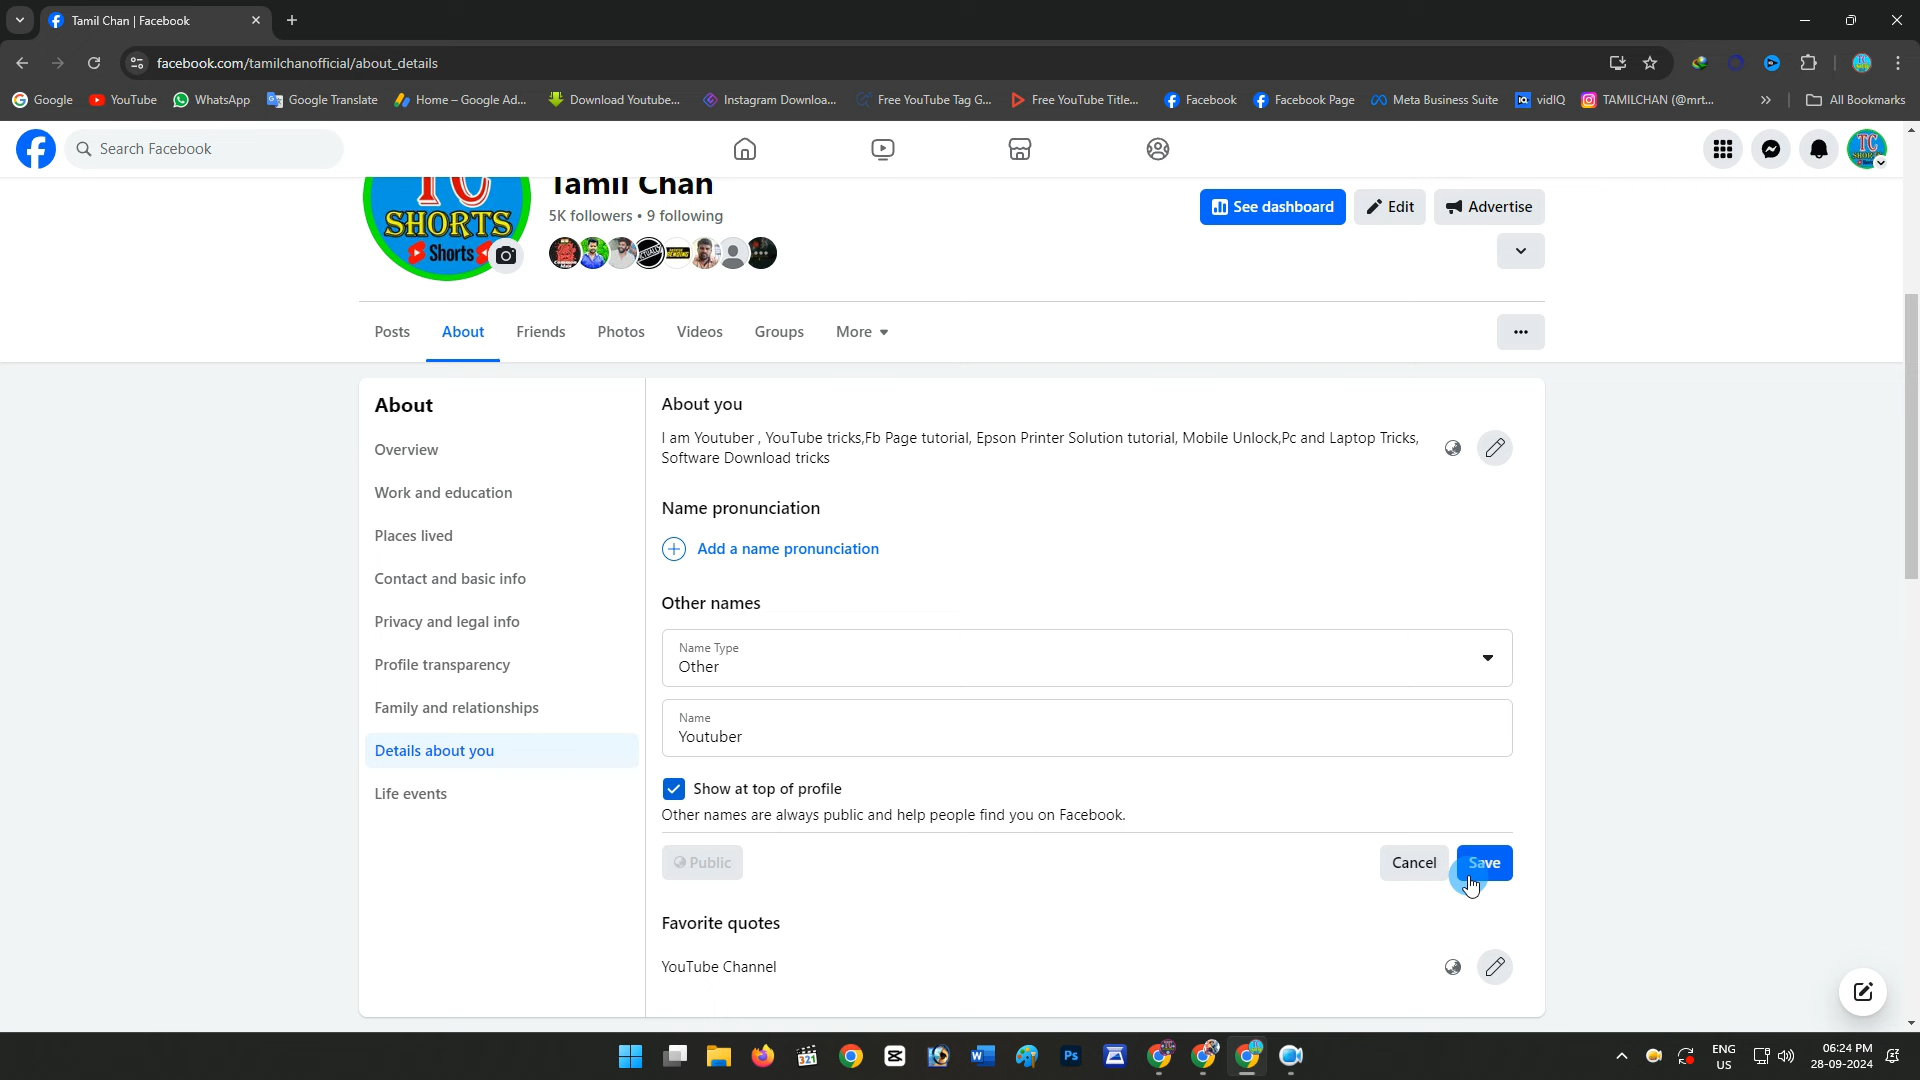 Tamil Chan | Facebook
facebook.com/tamilchanofficial/about_details
Google
YouTube
WhatsApp
Google Translate
Home – Google Ad...
Download Youtube...
Instagram Downloa...
Free YouTube Tag G...
Free YouTube Title...
Facebook
Facebook Page
Meta Business Suite
vidIQ
TAMILCHAN (@mrt...
All Bookmarks
Search Facebook
TC
SHORTS
Shorts
Tamil Chan
5K followers • 9 following
See dashboard
Edit
Advertise
Posts
About
Friends
Photos
Videos
Groups
More
About
Overview
Work and education
Places lived
Contact and basic info
Privacy and legal info
Profile transparency
Family and relationships
Details about you
Life events
About you
I am Youtuber , YouTube tricks,Fb Page tutorial, Epson Printer Solution tutorial, Mobile Unlock,Pc and Laptop Tricks,
Software Download tricks
Name pronunciation
Add a name pronunciation
Other names
Name Type
Other
Name
Youtuber
Show at top of profile
Other names are always public and help people find you on Facebook.
Public
Cancel
Save
Favorite quotes
YouTube Channel
ENG
US
06:24 PM
28-09-2024